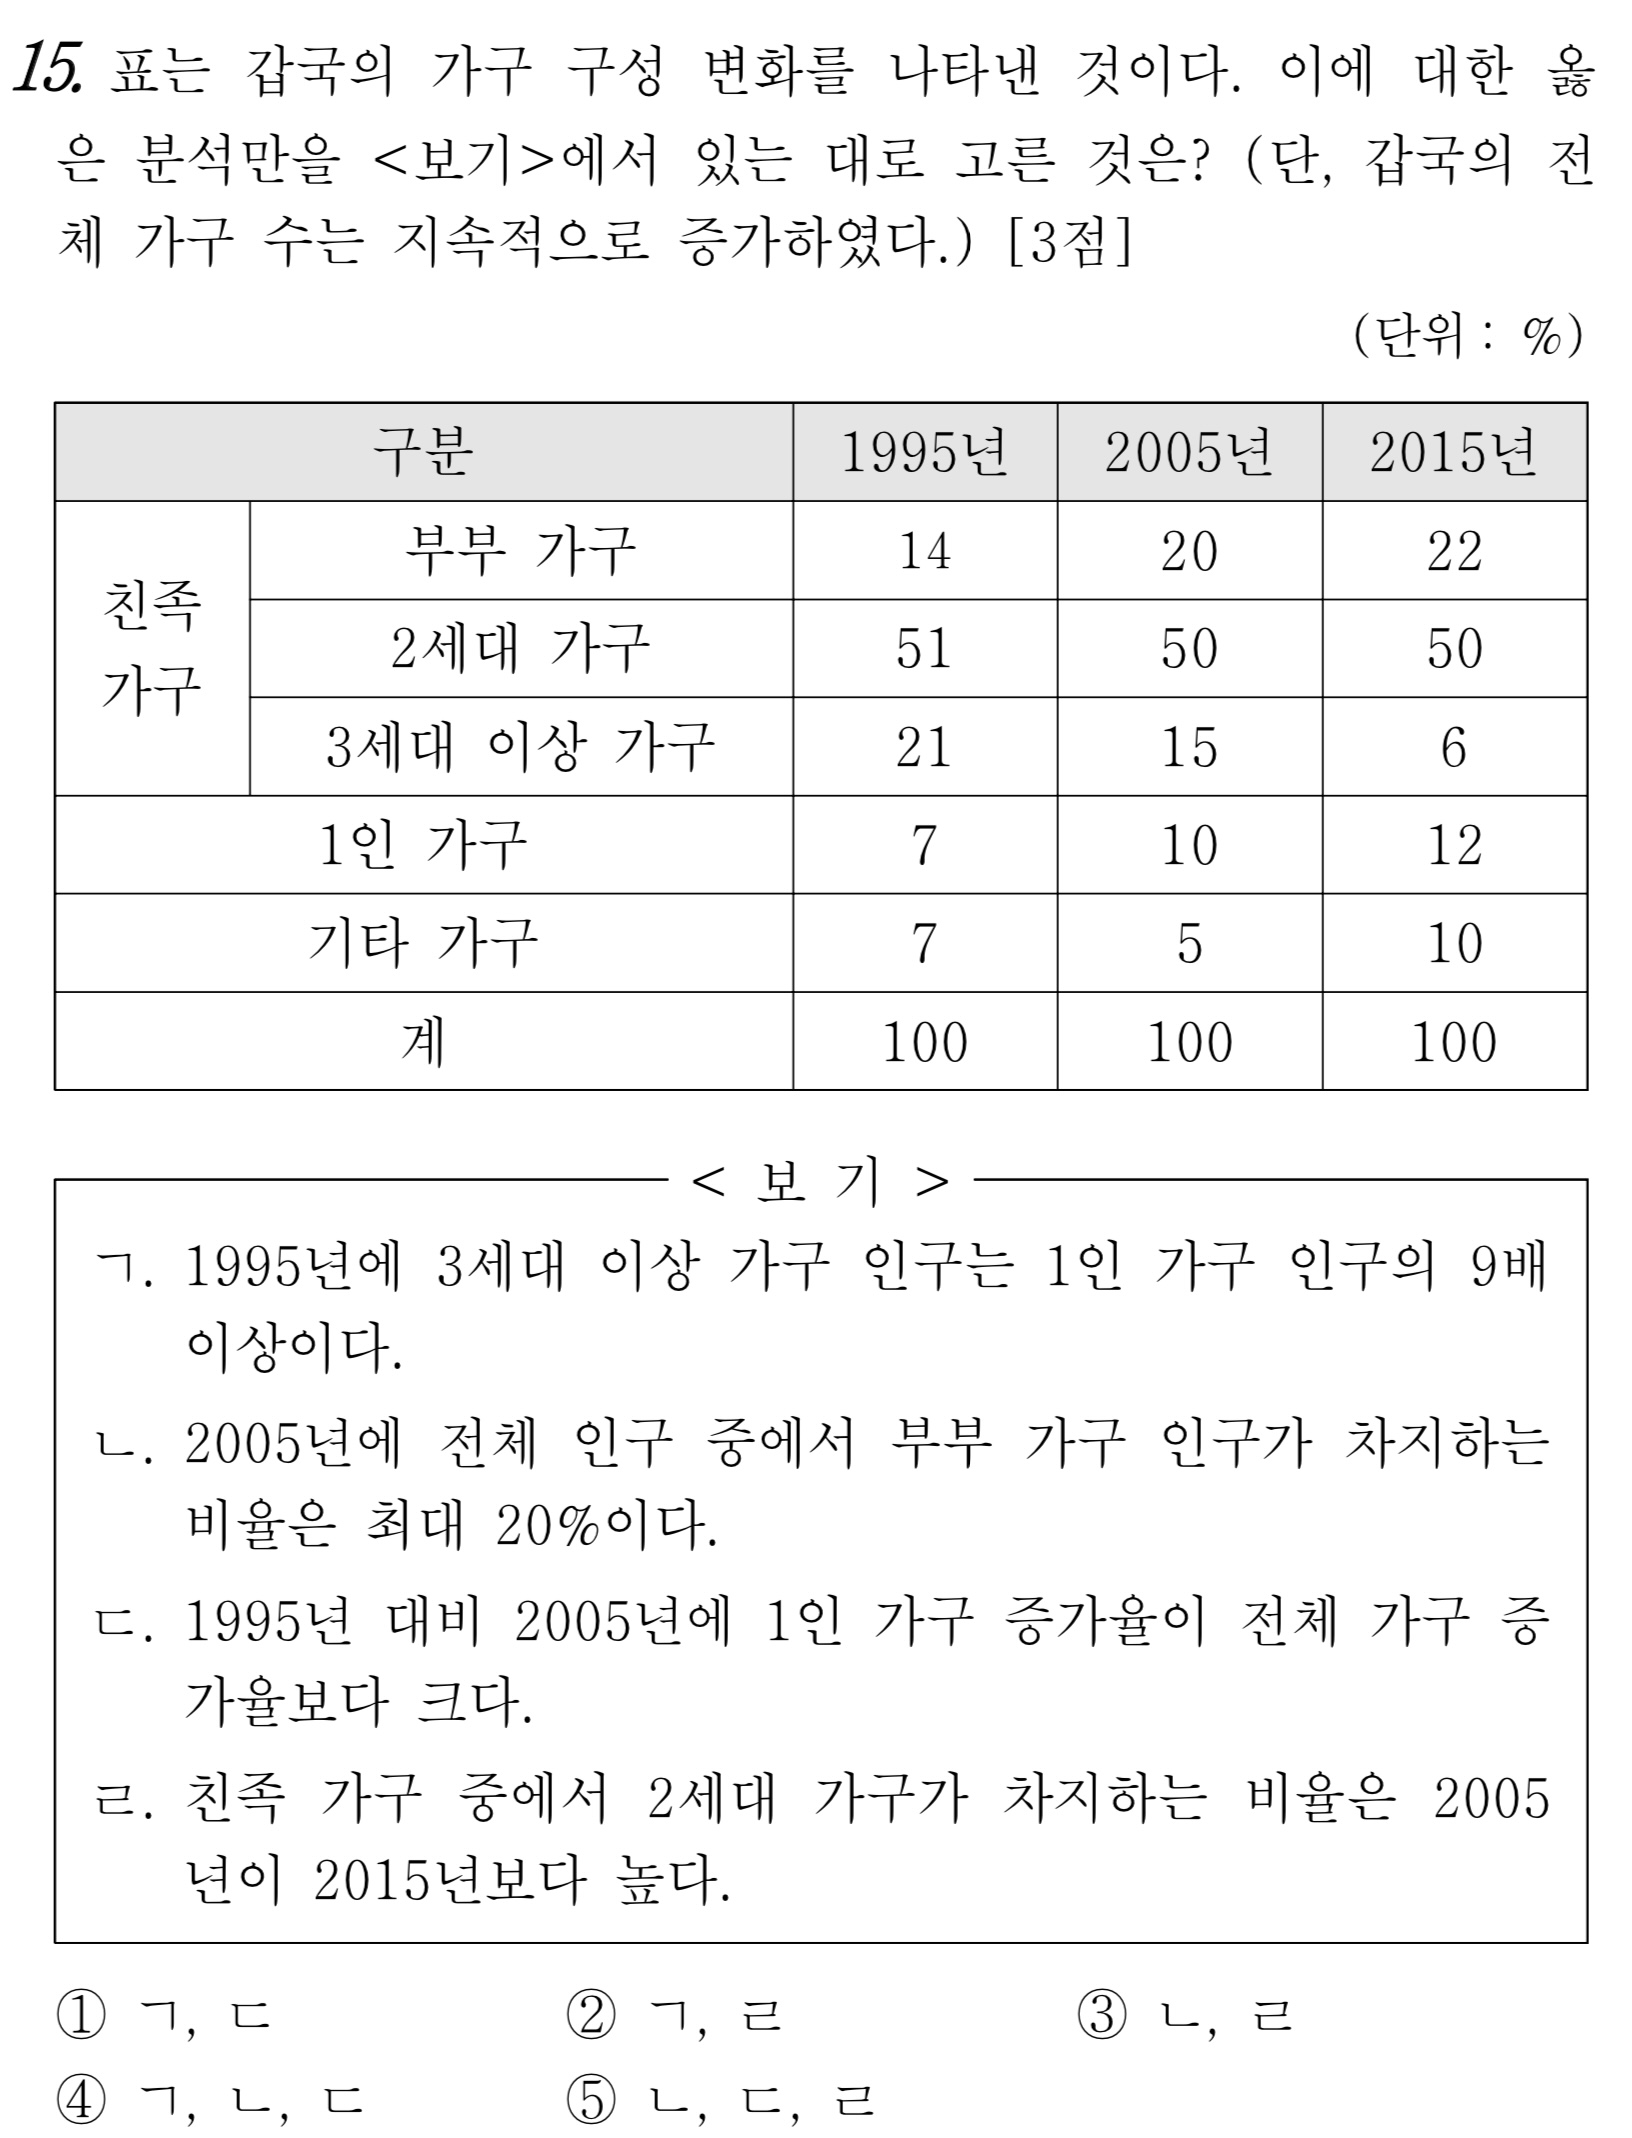 15. 표는 갑국의 가구 구성 변화를 나타낸 것이다. 이에 대한 옳
은 분석만을 <보기>에서 있는 대로 고른 것은? (단, 갑국의 전
체 가구 수는 지속적으로 증가하였다.) [3점]
(단위 : %)
구분 1995년 2005년 2015년
친족 가구 부부 가구 14 20 22
2세대 가구 51 50 50
3세대 이상 가구 21 15 6
1인 가구 7 10 12
기타 가구 7 5 10
계 100 100 100
< 보 기 >
ㄱ. 1995년에 3세대 이상 가구 인구는 1인 가구 인구의 9배
이상이다.
ㄴ. 2005년에 전체 인구 중에서 부부 가구 인구가 차지하는
비율은 최대 20%이다.
ㄷ. 1995년 대비 2005년에 1인 가구 증가율이 전체 가구 증
가율보다 크다.
ㄹ. 친족 가구 중에서 2세대 가구가 차지하는 비율은 2005
년이 2015년보다 높다.
① ㄱ, ㄷ ② ㄱ, ㄹ ③ ㄴ, ㄹ
④ ㄱ, ㄴ, ㄷ ⑤ ㄴ, ㄷ, ㄹ